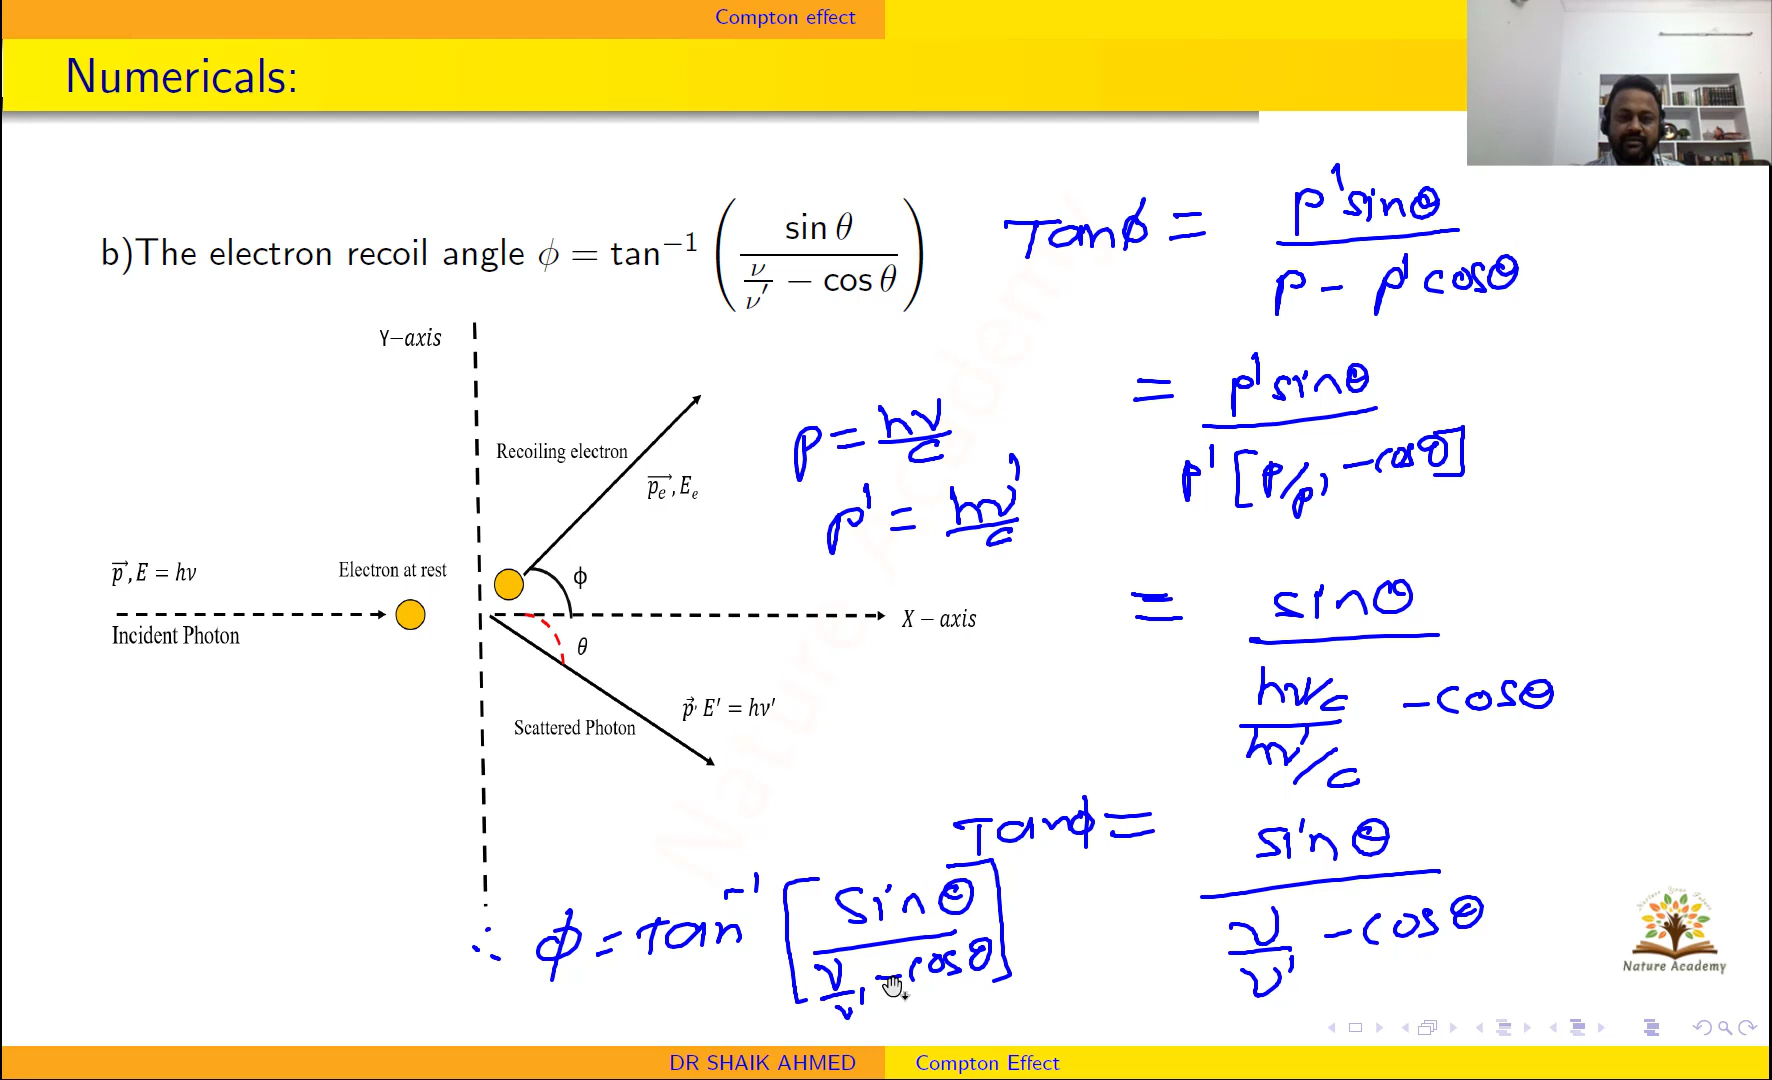 Compton effect
Numericals:
b)The electron recoil angle ϕ = tan⁻¹ ( sin θ / ( ν/ν′ − cos θ ) )
Y−axis
Recoiling electron
p⃗ₑ, Eₑ
p⃗, E = hν
Electron at rest
ϕ
Incident Photon
X − axis
θ
p⃗′ E′ = hν′
Scattered Photon
p = hν/c
p' = hν'/c
Tanϕ = p'sinθ / (p − p'cosθ)
= p'sinθ / p'[p/p' − cosθ]
= sinθ / ( (hν/c)/(hν'/c) − cosθ )
Tanϕ = sinθ / ( ν/ν' − cosθ )
∴ ϕ = Tan⁻¹ [ sinθ / ( ν/ν' − cosθ ) ]
Nature Academy
Nature Academy
DR SHAIK AHMED
Compton Effect